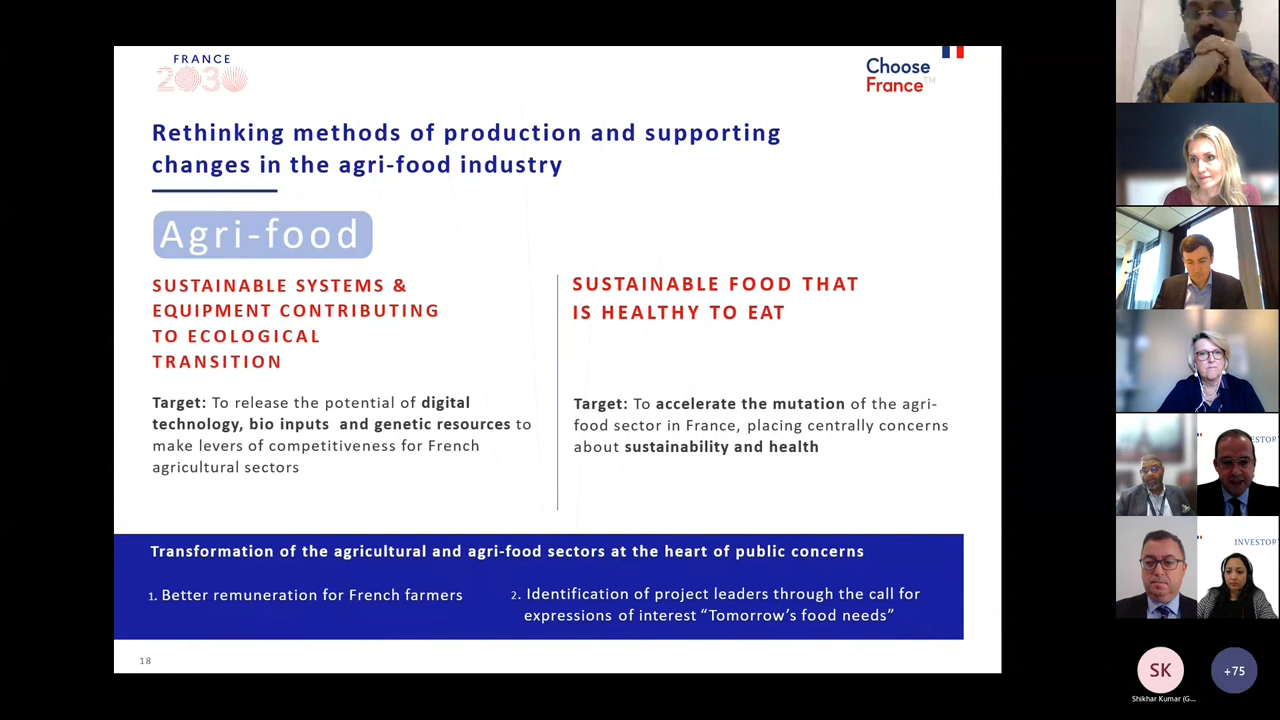 FRANCE
2030
Choose
France™
Rethinking methods of production and supporting
changes in the agri-food industry
Agri-food
SUSTAINABLE SYSTEMS &
EQUIPMENT CONTRIBUTING
TO ECOLOGICAL
TRANSITION
Target: To release the potential of digital
technology, bio inputs and genetic resources to
make levers of competitiveness for French
agricultural sectors
SUSTAINABLE FOOD THAT
IS HEALTHY TO EAT
Target: To accelerate the mutation of the agri-
food sector in France, placing centrally concerns
about sustainability and health
Transformation of the agricultural and agri-food sectors at the heart of public concerns
1. Better remuneration for French farmers
2. Identification of project leaders through the call for
expressions of interest “Tomorrow’s food needs”
18
INVESTOR
SK
Shikhar Kumar (G...
+75